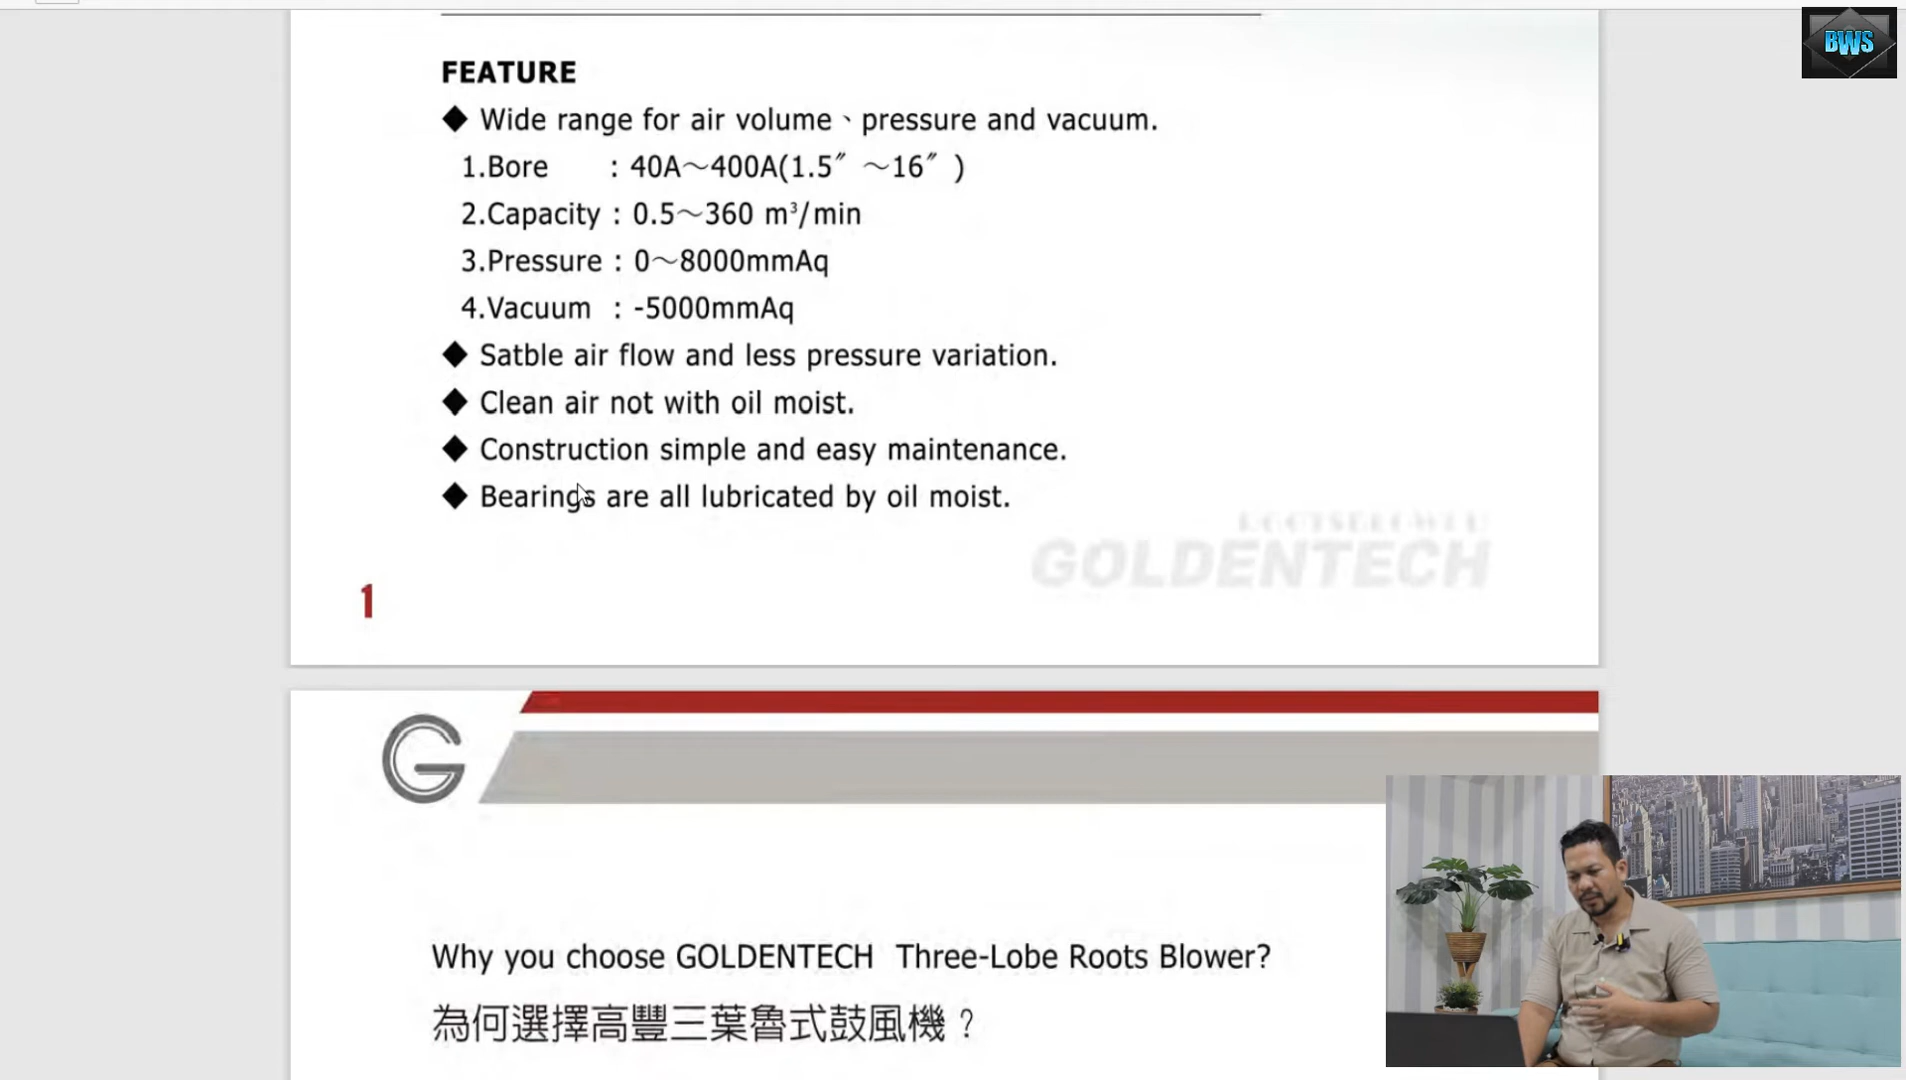 BWS
FEATURE
◆ Wide range for air volume、pressure and vacuum.
1.Bore : 40A～400A(1.5″ ～16″ )
2.Capacity : 0.5～360 m³/min
3.Pressure : 0～8000mmAq
4.Vacuum : -5000mmAq
◆ Satble air flow and less pressure variation.
◆ Clean air not with oil moist.
◆ Construction simple and easy maintenance.
◆ Bearings are all lubricated by oil moist.
ROOTSBLOWER
GOLDENTECH
1
G
Why you choose GOLDENTECH Three-Lobe Roots Blower?
為何選擇高豐三葉魯式鼓風機？